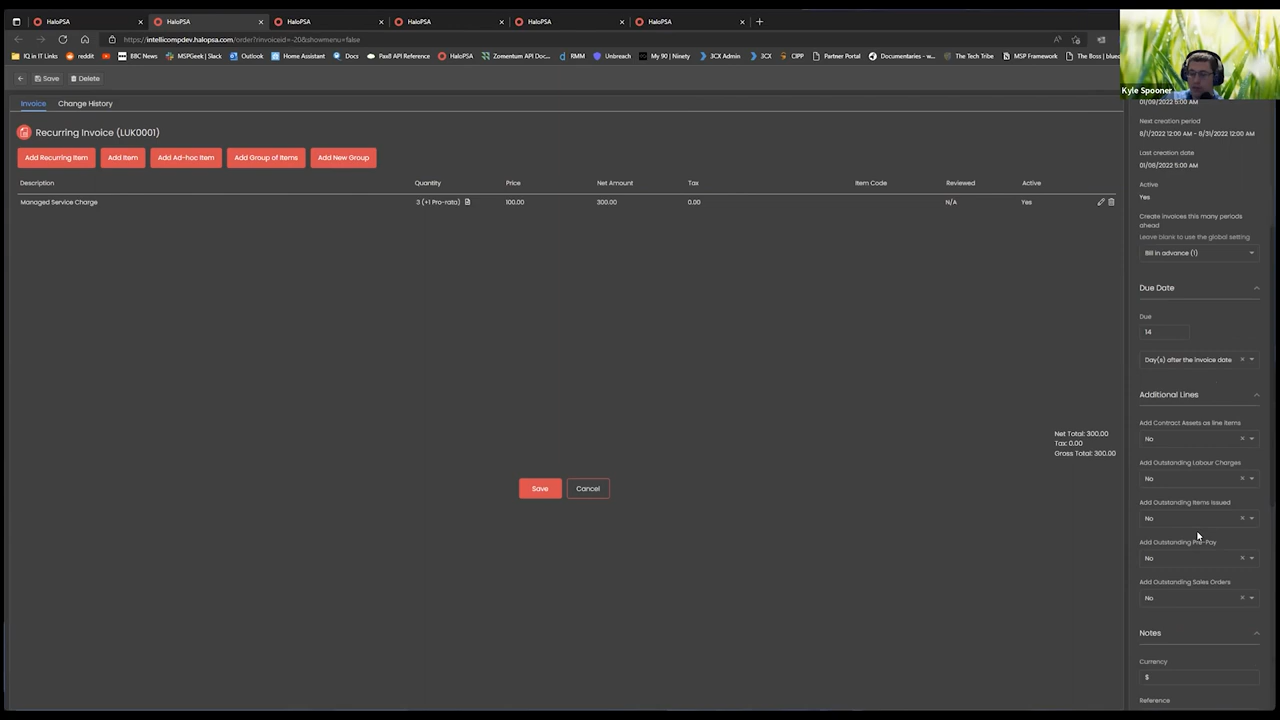 HaloPSA
HaloPSA
HaloPSA
HaloPSA
HaloPSA
HaloPSA
https://intellicompdev.halopsa.com/order?rinvoiceid=-20&showmenu=false
IQ in IT Links
reddit
BBC News
MSPGeek | St. Louis
Outlook
Home Assistant
Docs
Pax8 API Reference
HaloPSA
Zomentum API Doc...
RMM
Unbreach
My 90 | Ninety
3CX Admin
3CX
CIPP
Partner Portal
Documentaries – w...
The Tech Tribe
MSP Framework
The Boss | bluec
Kyle Spooner
Save
Delete
Invoice
Change History
Recurring Invoice (LUK0001)
Add Recurring Item
Add Item
Add Ad-hoc Item
Add Group of Items
Add New Group
Description Quantity Price Net Amount Tax Item Code Reviewed Active
Managed Service Charge 3 (+1 Pro-rata) 100.00 300.00 0.00 N/A Yes
Net Total: 300.00
Tax: 0.00
Gross Total: 300.00
Save
Cancel
01/09/2022 5:00 AM
Next creation period
8/1/2022 12:00 AM - 8/31/2022 12:00 AM
Last creation date
01/08/2022 5:00 AM
Active
Yes
Create invoices this many periods
ahead
Leave blank to use the global setting
Bill in advance (1)
Due Date
Due
14
Day(s) after the invoice date
Additional Lines
Add Contract Assets as line items
No
Add Outstanding Labour Charges
No
Add Outstanding Items Issued
No
Add Outstanding Pre-Pay
No
Add Outstanding Sales Orders
No
Notes
Currency
$
Reference